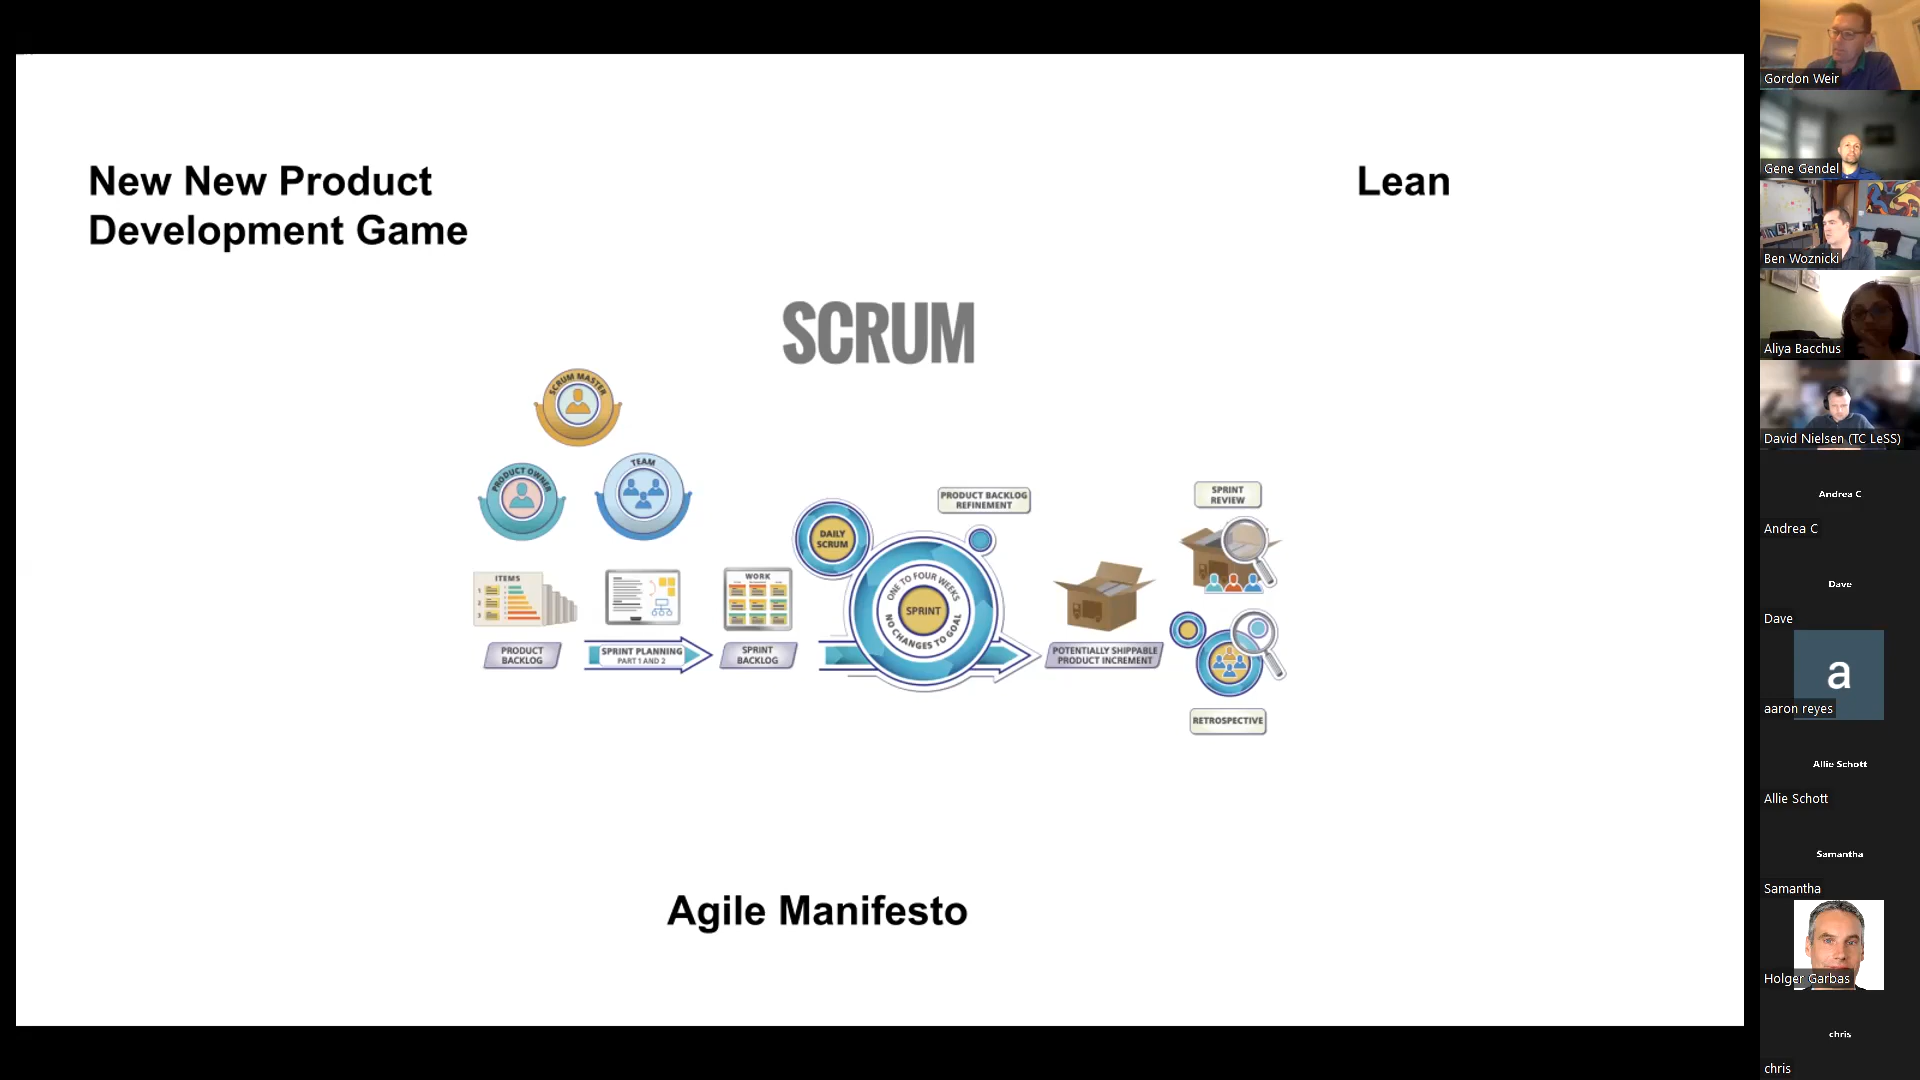 New New Product
Development Game
Lean
SCRUM
SCRUM MASTER
PRODUCT OWNER
TEAM
ITEMS
1
2
3
WORK
DAILY
SCRUM
PRODUCT BACKLOG
REFINEMENT
ONE TO FOUR WEEKS
SPRINT
NO CHANGES TO GOAL
SPRINT
REVIEW
PRODUCT
BACKLOG
SPRINT PLANNING
PART 1 AND 2
SPRINT
BACKLOG
POTENTIALLY SHIPPABLE
PRODUCT INCREMENT
RETROSPECTIVE
Agile Manifesto
Gordon Weir
Gene Gendel
Ben Woznicki
Aliya Bacchus
David Nielsen (TC LeSS)
Andrea C
Andrea C
Dave
Dave
a
aaron reyes
Allie Schott
Allie Schott
Samantha
Samantha
Holger Garbas
chris
chris